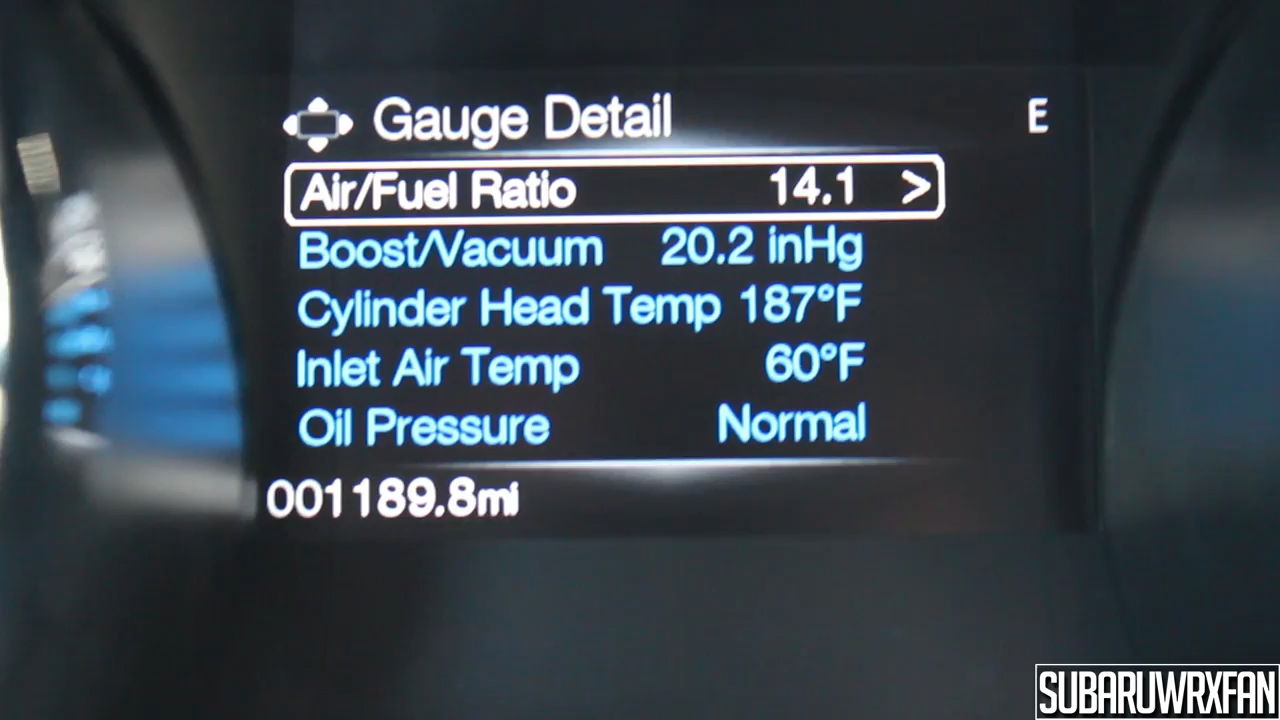 Gauge Detail E
Air/Fuel Ratio 14.1 >
Boost/Vacuum 20.2 inHg
Cylinder Head Temp 187°F
Inlet Air Temp 60°F
Oil Pressure Normal
001189.8mi
SUBARUWRXFAN